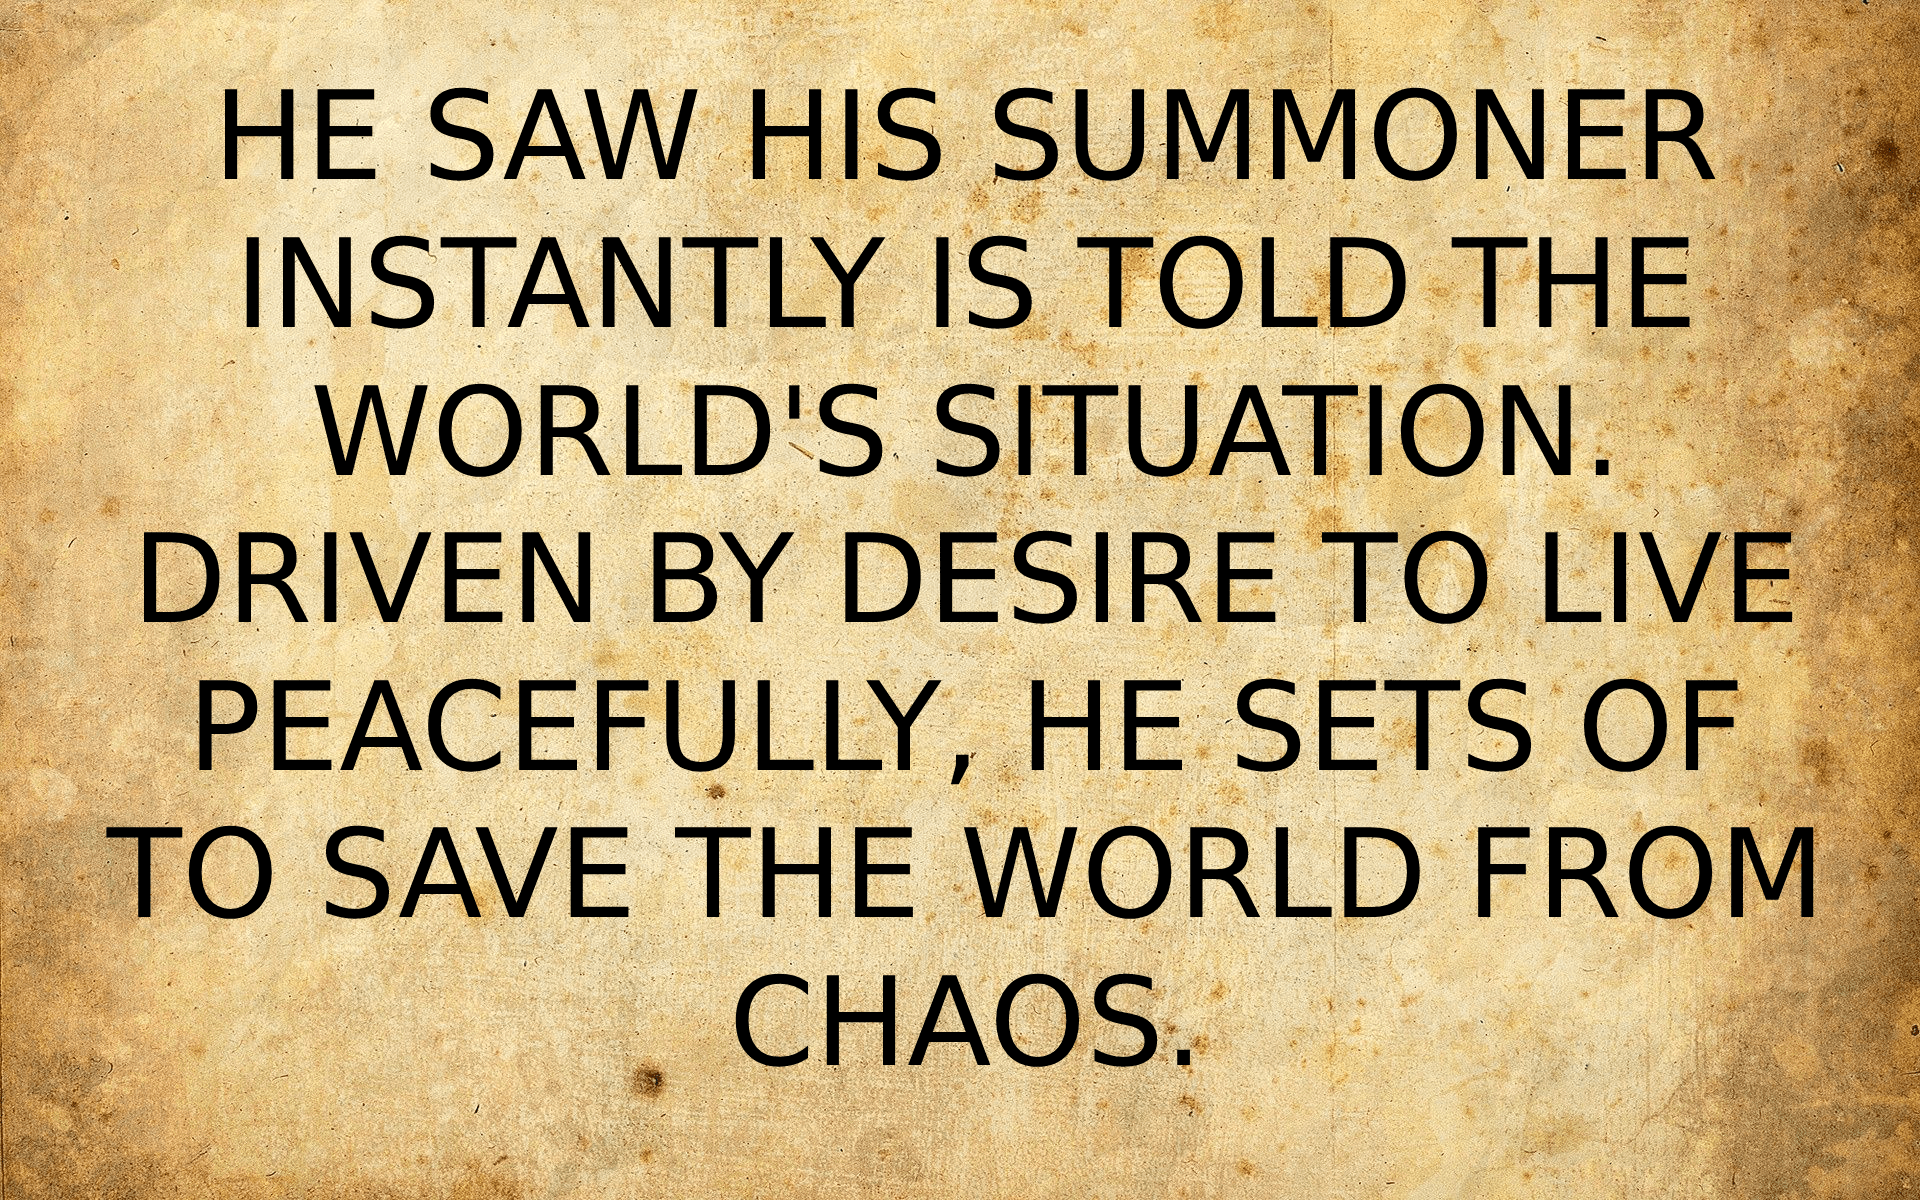 HE SAW HIS SUMMONER
INSTANTLY IS TOLD THE
WORLD'S SITUATION.
DRIVEN BY DESIRE TO LIVE
PEACEFULLY, HE SETS OF
TO SAVE THE WORLD FROM
CHAOS.